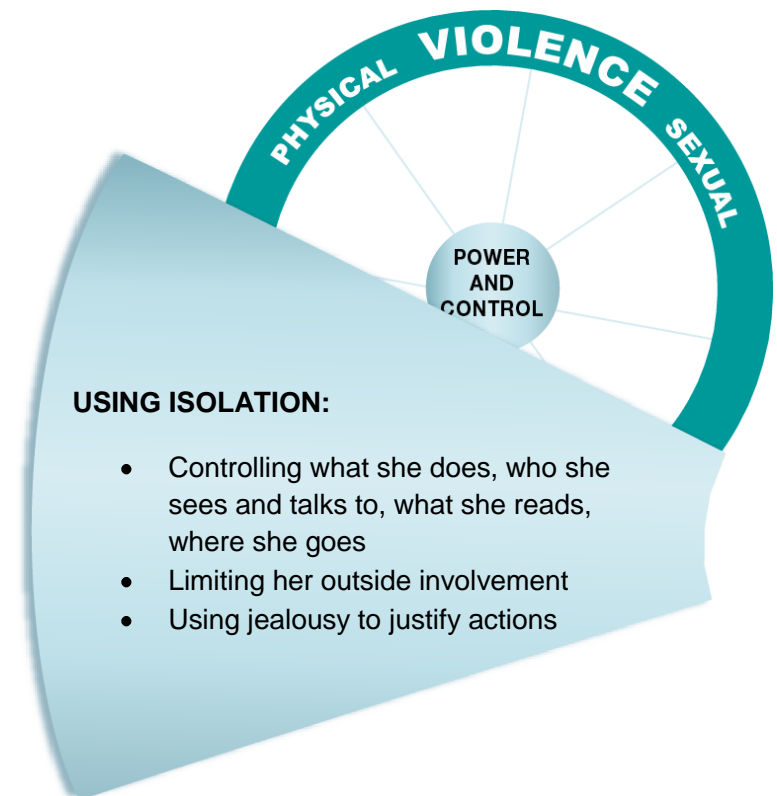 PHYSICAL VIOLENCE SEXUAL
POWER
AND
CONTROL
USING ISOLATION:
• Controlling what she does, who she
sees and talks to, what she reads,
where she goes
• Limiting her outside involvement
• Using jealousy to justify actions